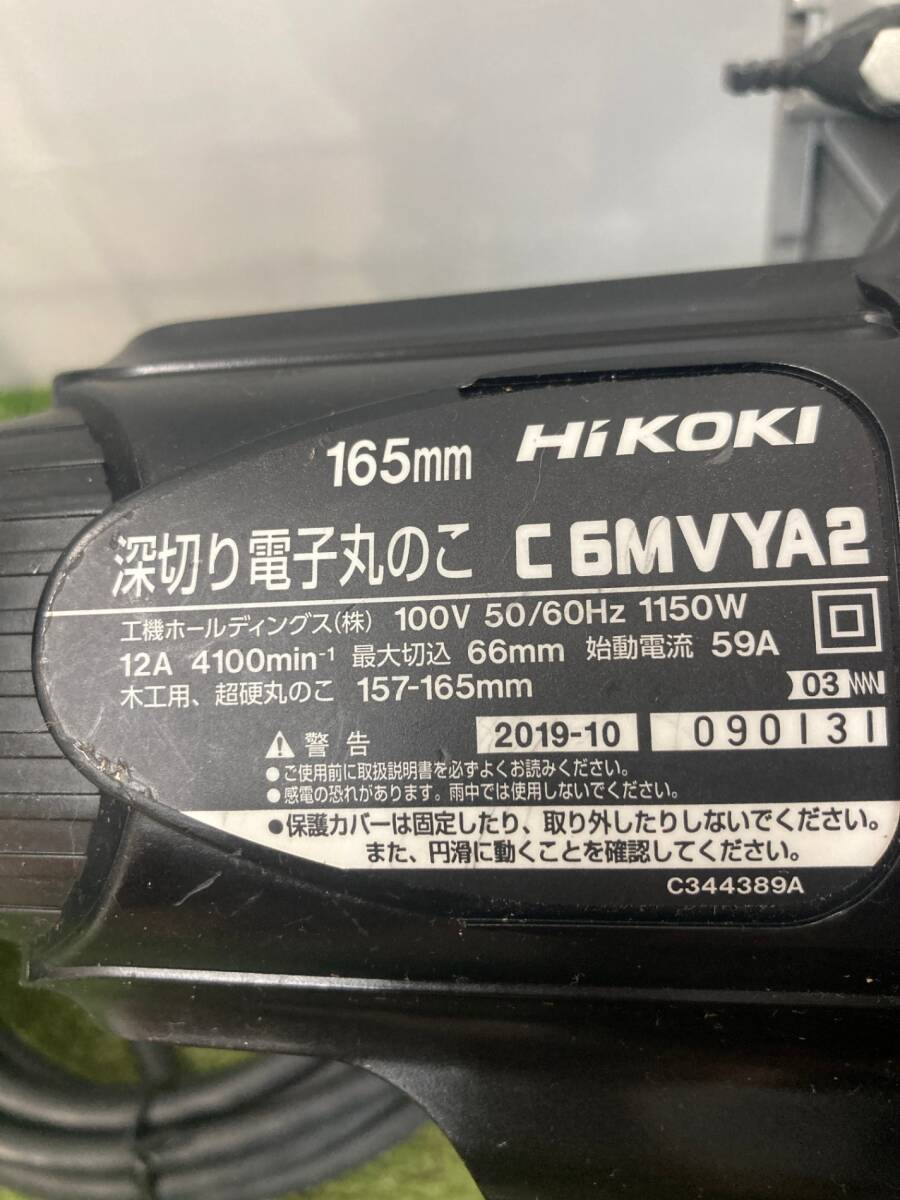 165mm HiKOKI
深切り電子丸のこ C 6MVYA2
工機ホールディングス(株) 100V 50/60Hz 1150W
12A 4100min-1 最大切込 66mm 始動電流 59A
木工用、超硬丸のこ 157-165mm 03
警告 2019-10 090131
●ご使用前に取扱説明書を必ずよくお読みください。
●感電の恐れがあります。雨中では使用しないでください。
●保護カバーは固定したり、取り外したりしないでください。
また、円滑に動くことを確認してください。
C344389A